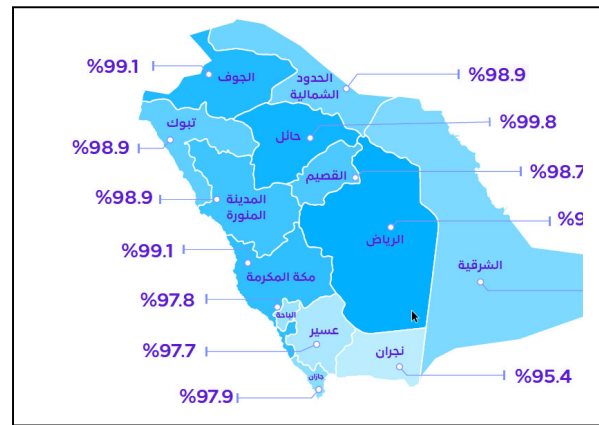 %99.1
الجوف
الحدود
الشمالية
%98.9
تبوك
حائل
%99.8
%98.9
القصيم
%98.7
%98.9
المدينة
المنورة
الرياض
%9
%99.1
مكة المكرمة
الشرقية
%97.8
الباحة
عسير
%97.7
نجران
%95.4
جازان
%97.9